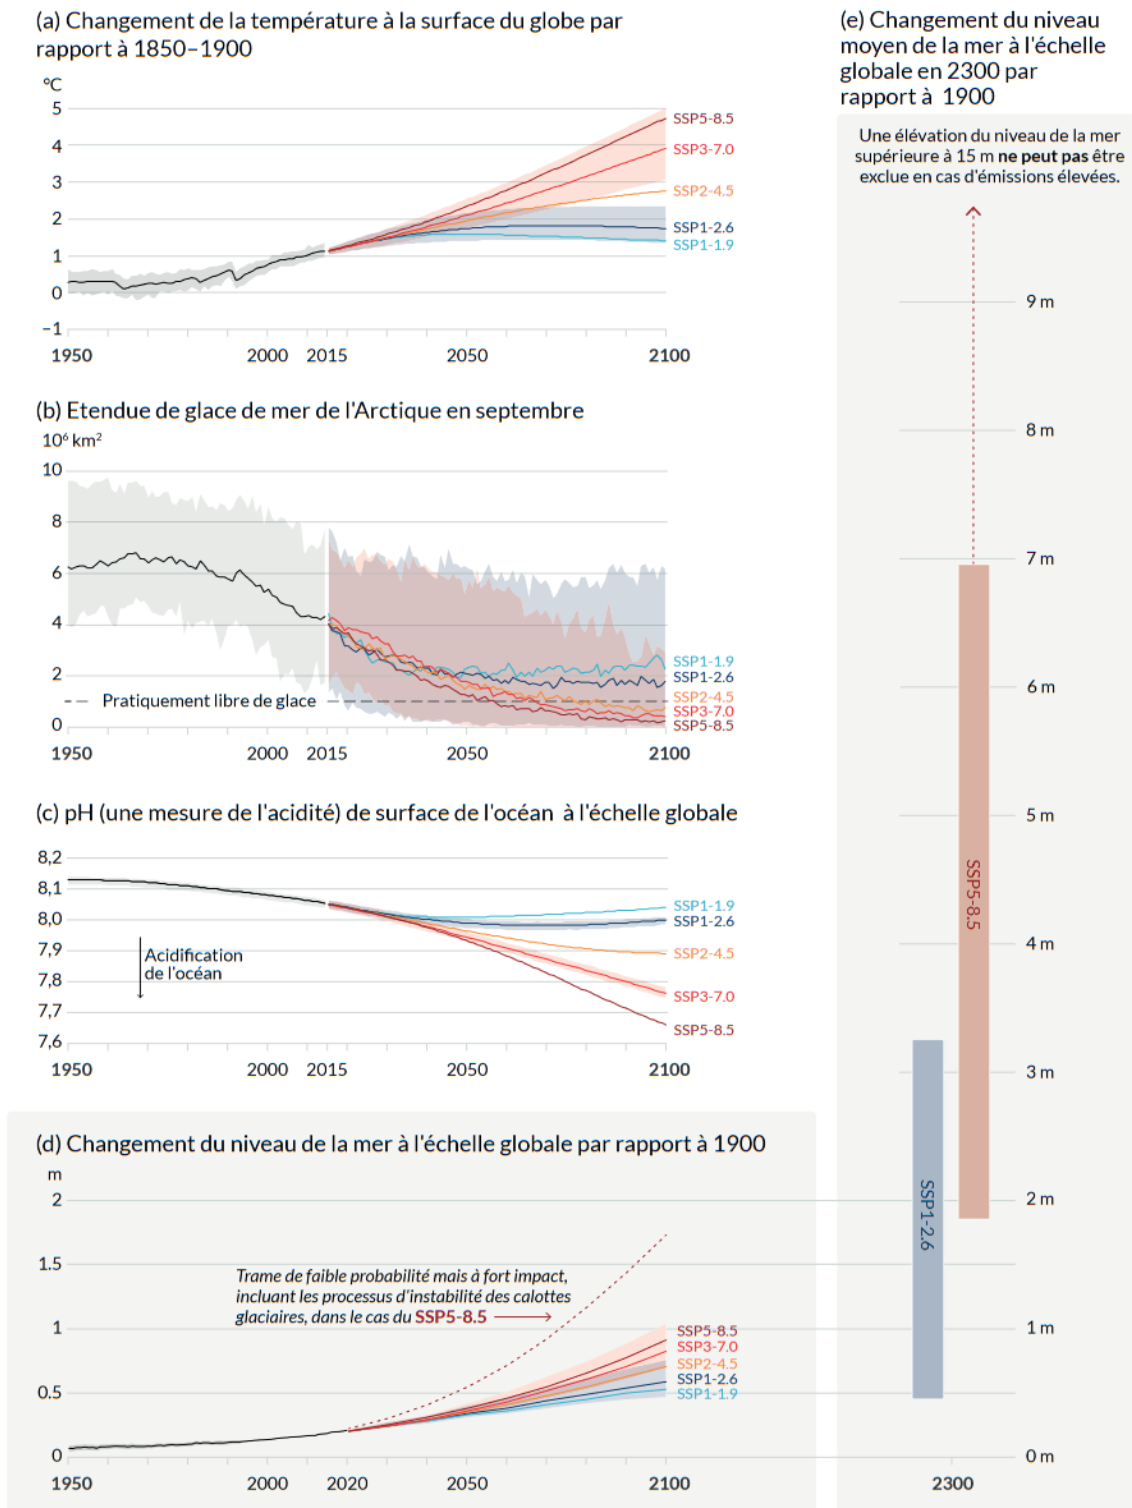 (a) Changement de la température à la surface du globe par
rapport à 1850–1900
°C
5
4
3
2
1
0
−1
SSP5-8.5
SSP3-7.0
SSP2-4.5
SSP1-2.6
SSP1-1.9
1950
2000
2015
2050
2100
(b) Etendue de glace de mer de l'Arctique en septembre
10⁶ km²
10
8
6
4
2
0
Pratiquement libre de glace
SSP1-1.9
SSP1-2.6
SSP2-4.5
SSP3-7.0
SSP5-8.5
1950
2000
2015
2050
2100
(c) pH (une mesure de l'acidité) de surface de l'océan à l'échelle globale
8,2
8,1
8,0
7,9
7,8
7,7
7,6
Acidification
de l'océan
SSP1-1.9
SSP1-2.6
SSP2-4.5
SSP3-7.0
SSP5-8.5
1950
2000
2015
2050
2100
(d) Changement du niveau de la mer à l'échelle globale par rapport à 1900
m
2
1.5
1
0.5
0
Trame de faible probabilité mais à fort impact,
incluant les processus d'instabilité des calottes
glaciaires, dans le cas du SSP5-8.5
SSP5-8.5
SSP3-7.0
SSP2-4.5
SSP1-2.6
SSP1-1.9
1950
2000
2020
2050
2100
(e) Changement du niveau
moyen de la mer à l'échelle
globale en 2300 par
rapport à 1900
Une élévation du niveau de la mer
supérieure à 15 m ne peut pas être
exclue en cas d'émissions élevées.
9 m
8 m
7 m
6 m
5 m
4 m
3 m
2 m
1 m
0 m
SSP5-8.5
SSP1-2.6
2300